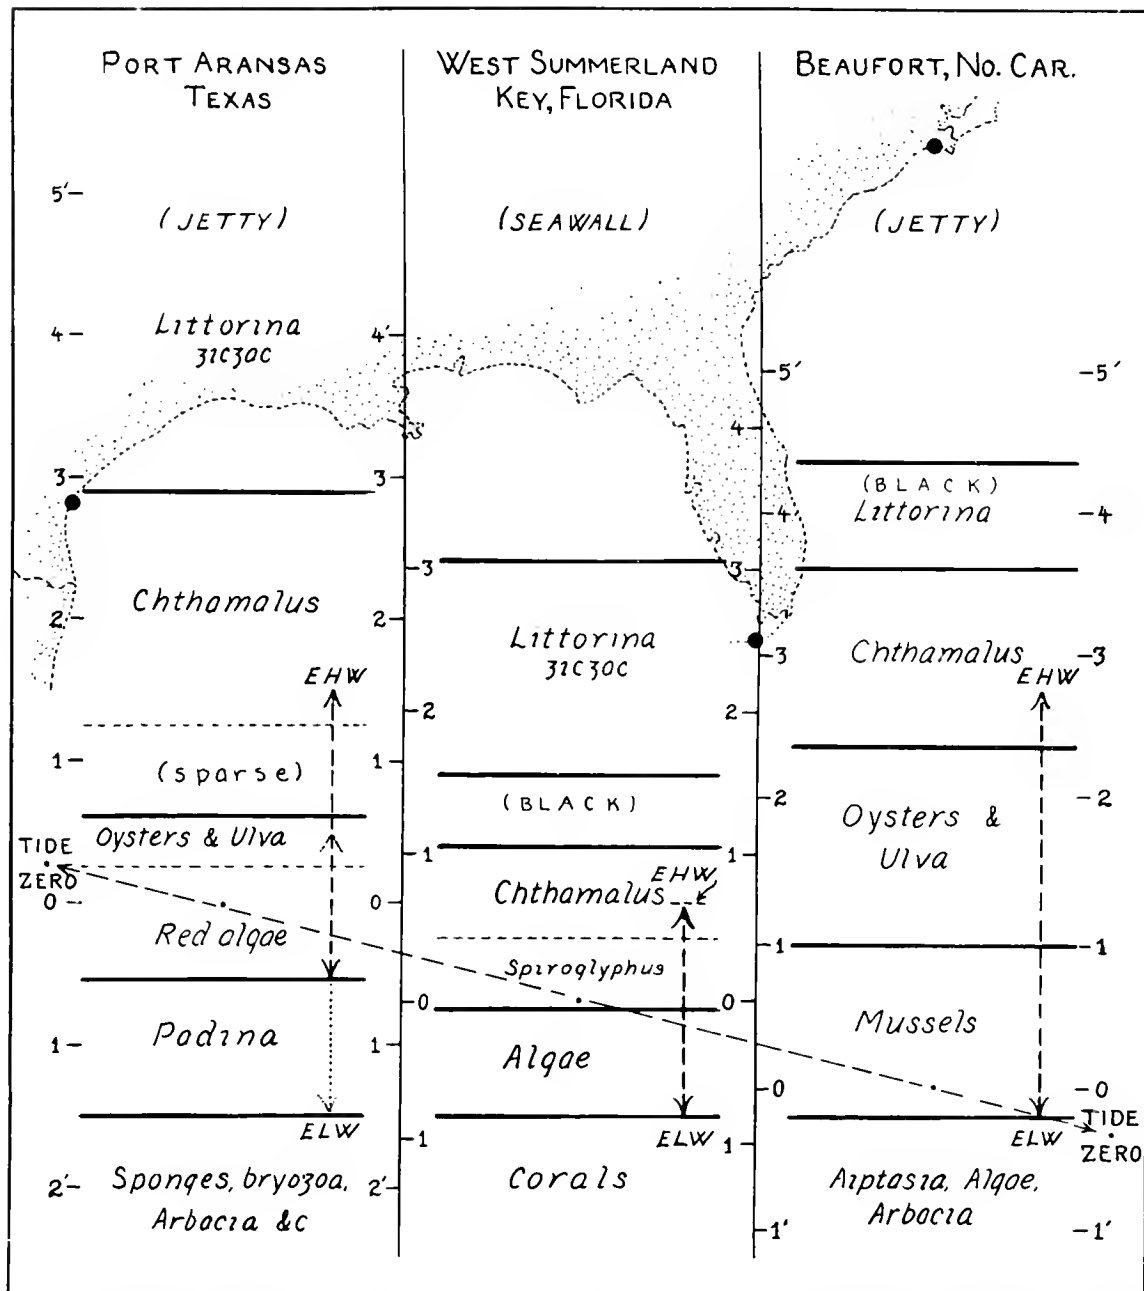 PORT ARANSAS
TEXAS
(JETTY)
Littorina
ziczac
Chthamalus
EHW
(sparse)
Oysters & Ulva
TIDE
ZERO
Red algae
Padina
ELW
Sponges, bryozoa,
Arbacia &c
5'
4
3
2
1
0
1
2'
WEST SUMMERLAND
KEY, FLORIDA
(SEAWALL)
4'
3
2
1
0
1
2'
3
2
1
0
1
Littorina
ziczac
(BLACK)
EHW
Chthamalus
Spiroglyphus
Algae
ELW
Corals
4
3
2
1
0
1
BEAUFORT, NO. CAR.
(JETTY)
5'
4
3
2
1
0
1'
(BLACK)
Littorina
Chthamalus
EHW
Oysters &
Ulva
Mussels
ELW
TIDE
ZERO
Aiptasia, Algae,
Arbacia
5'
4
3
2
1
0
1'